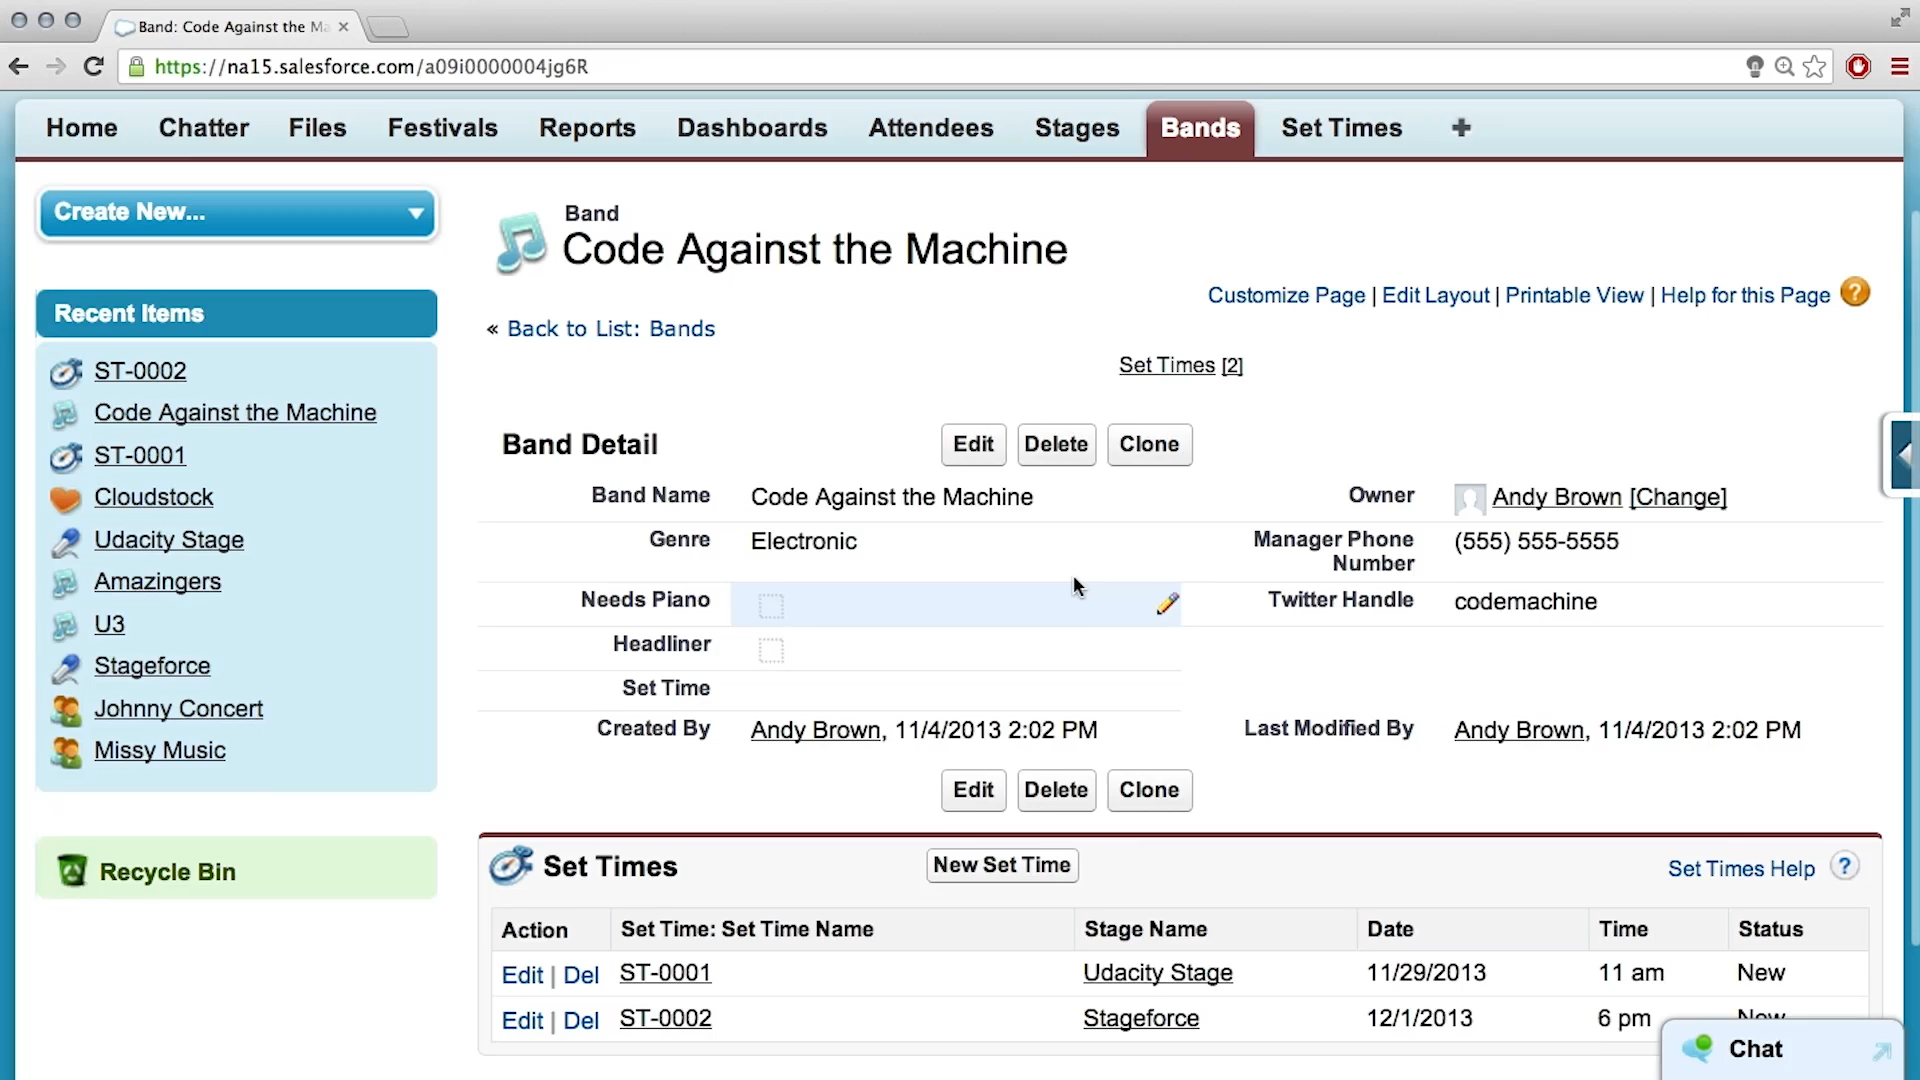 Band: Code Against the Ma
https://na15.salesforce.com/a09i0000004jg6R
Home Chatter Files Festivals Reports Dashboards Attendees Stages Bands Set Times
Create New...
Recent Items
ST-0002
Code Against the Machine
ST-0001
Cloudstock
Udacity Stage
Amazingers
U3
Stageforce
Johnny Concert
Missy Music
Recycle Bin
Band
Code Against the Machine
Customize Page | Edit Layout | Printable View | Help for this Page ?
« Back to List: Bands
Set Times [2]
Band Detail Edit Delete Clone
Band Name Code Against the Machine Owner Andy Brown [Change]
Genre Electronic Manager Phone Number (555) 555-5555
Needs Piano Twitter Handle codemachine
Headliner
Set Time
Created By Andy Brown, 11/4/2013 2:02 PM Last Modified By Andy Brown, 11/4/2013 2:02 PM
Edit Delete Clone
Set Times New Set Time Set Times Help ?
Action Set Time: Set Time Name Stage Name Date Time Status
Edit | Del ST-0001 Udacity Stage 11/29/2013 11 am New
Edit | Del ST-0002 Stageforce 12/1/2013 6 pm New
Chat